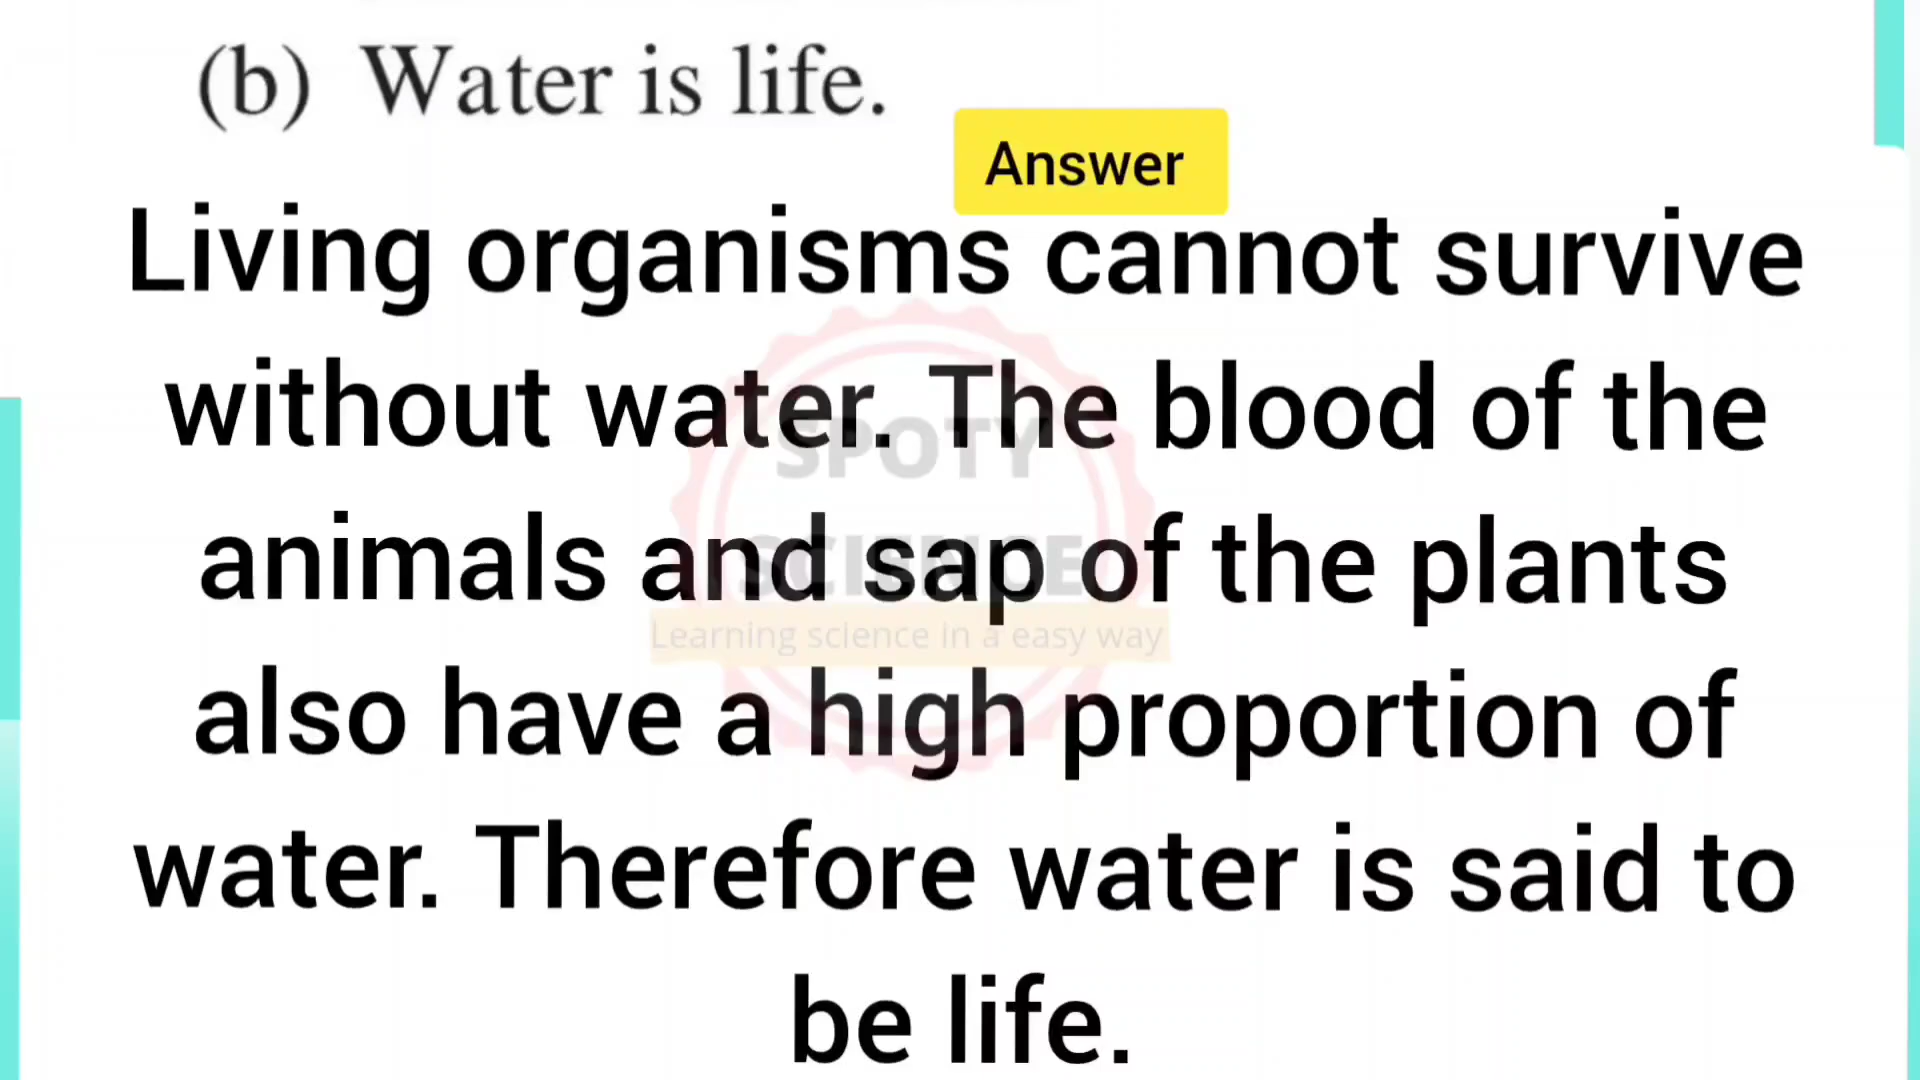 (b) Water is life.
Answer
Living organisms cannot survive
without water. The blood of the
animals and sap of the plants
also have a high proportion of
water. Therefore water is said to
be life.
SPOTY
SCIENCE
Learning science in a easy way